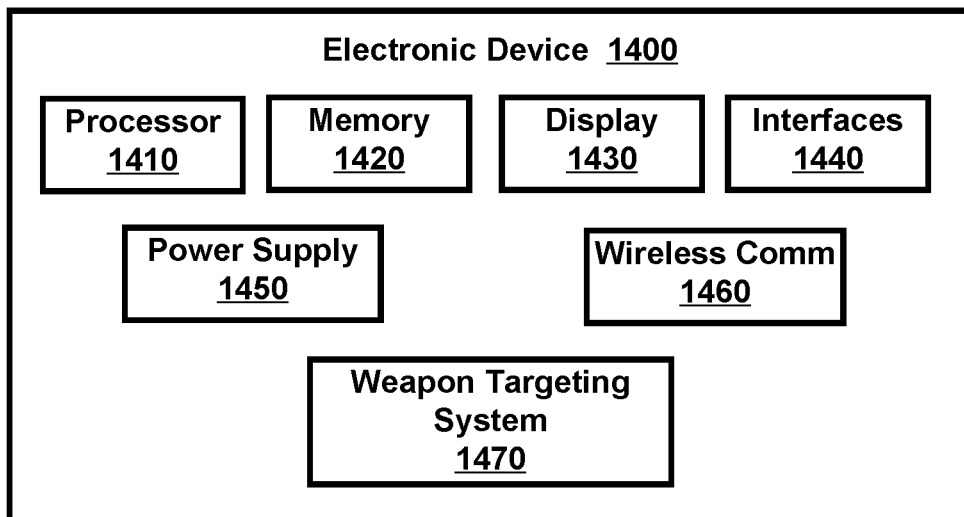 Electronic Device 1400
Processor
1410
Memory
1420
Display
1430
Interfaces
1440
Power Supply
1450
Wireless Comm
1460
Weapon Targeting
System
1470